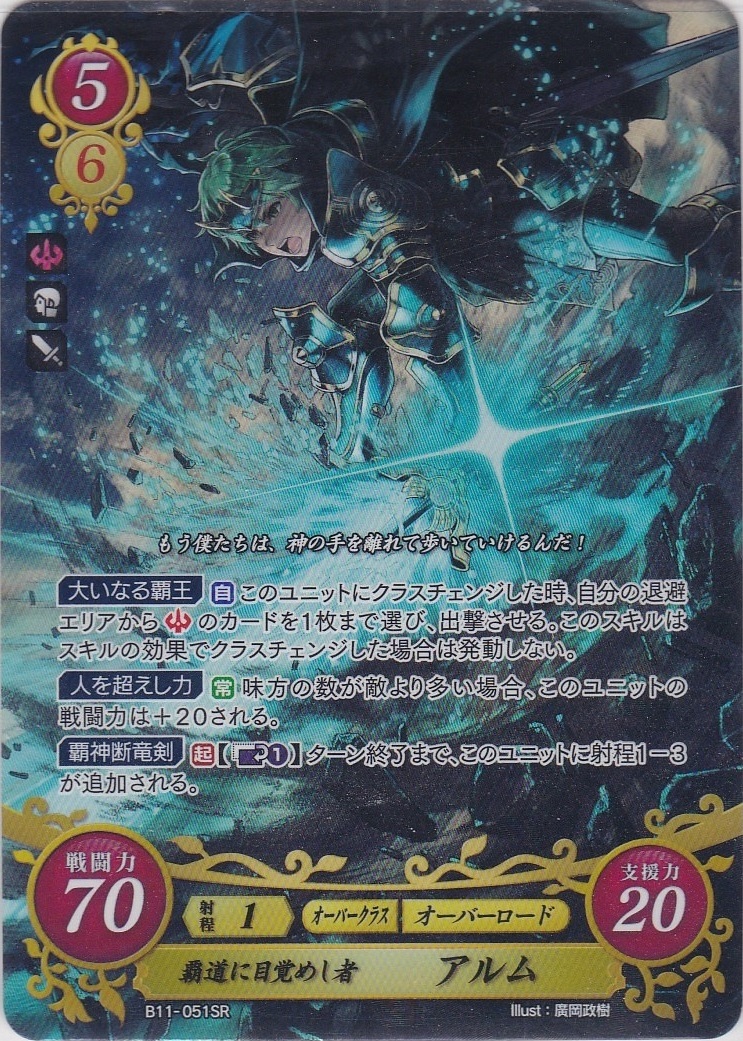 5
6
もう僕たちは、神の手を離れて歩いていけるんだ!
大いなる覇王 自 このユニットにクラスチェンジした時、自分の退避
エリアから のカードを1枚まで選び、出撃させる。このスキルは
スキルの効果でクラスチェンジした場合は発動しない。
人を超えし力 常 味方の数が敵より多い場合、このユニットの
戦闘力は+20される。
覇神断竜剣 起【 1】ターン終了まで、このユニットに射程1-3
が追加される。
戦闘力
70
射程 1
オーバークラス オーバーロード
支援力
20
覇道に目覚めし者 アルム
B11-051SR
Illust:廣岡政樹